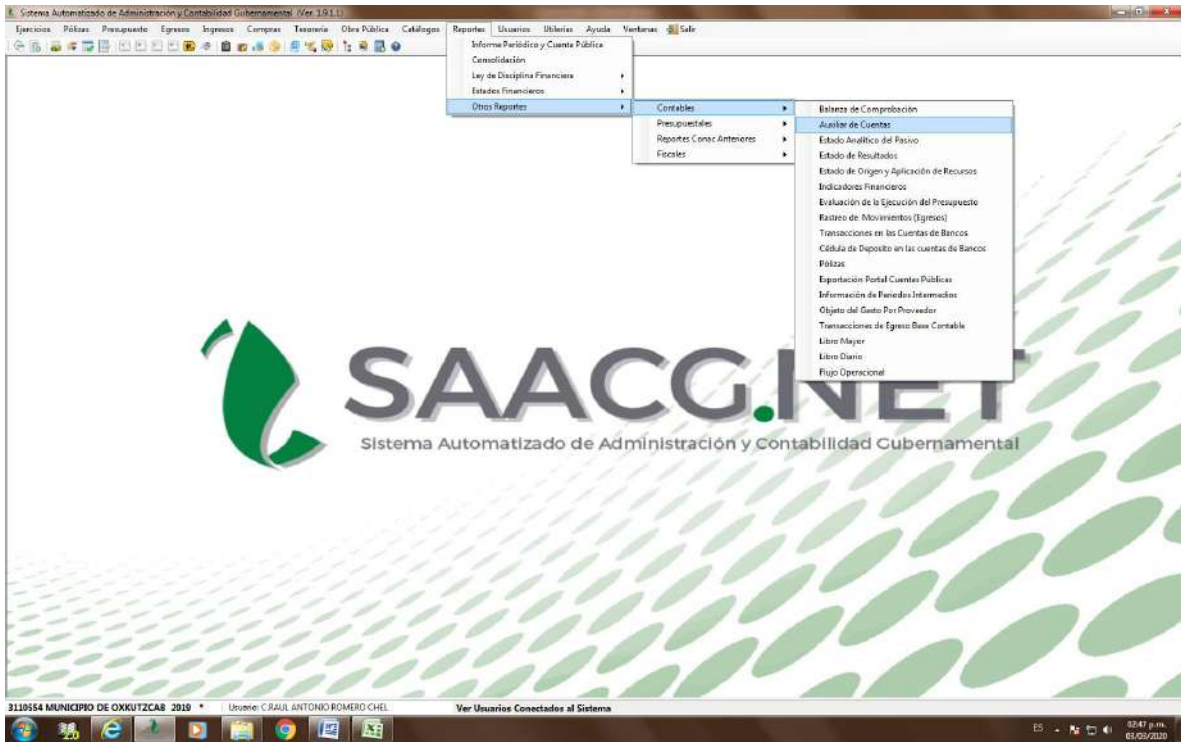 Sistema Automatizado de Administración y Contabilidad Gubernamental (Ver. 1.9.1.1)
Ejercicios Pólizas Presupuesto Egresos Ingresos Compras Tesorería Obra Pública Catálogos Reportes Usuarios Utilerías Ayuda Ventanas Salir
Informe Periódico y Cuenta Pública
Consolidación
Ley de Disciplina Financiera
Estados Financieros
Otros Reportes
Contables
Presupuestales
Reportes Conac Anteriores
Fiscales
Balanza de Comprobación
Auxiliar de Cuentas
Estado Analítico del Pasivo
Estado de Resultados
Estado de Origen y Aplicación de Recursos
Indicadores Financieros
Evaluación de la Ejecución del Presupuesto
Rastreo de Movimientos (Egresos)
Transacciones en las Cuentas de Bancos
Cédula de Deposito en las cuentas de Bancos
Pólizas
Exportación Portal Cuentas Públicas
Información de Periodos Intermedios
Objeto del Gasto Por Proveedor
Transacciones de Egreso Base Contable
Libro Mayor
Libro Diario
Flujo Operacional
SAACG.NET
Sistema Automatizado de Administración y Contabilidad Gubernamental
3110554 MUNICIPIO DE OXKUTZCAB 2019 * Usuario: C.RAUL ANTONIO ROMERO CHEL Ver Usuarios Conectados al Sistema
ES 02:47 p.m.
03/03/2020